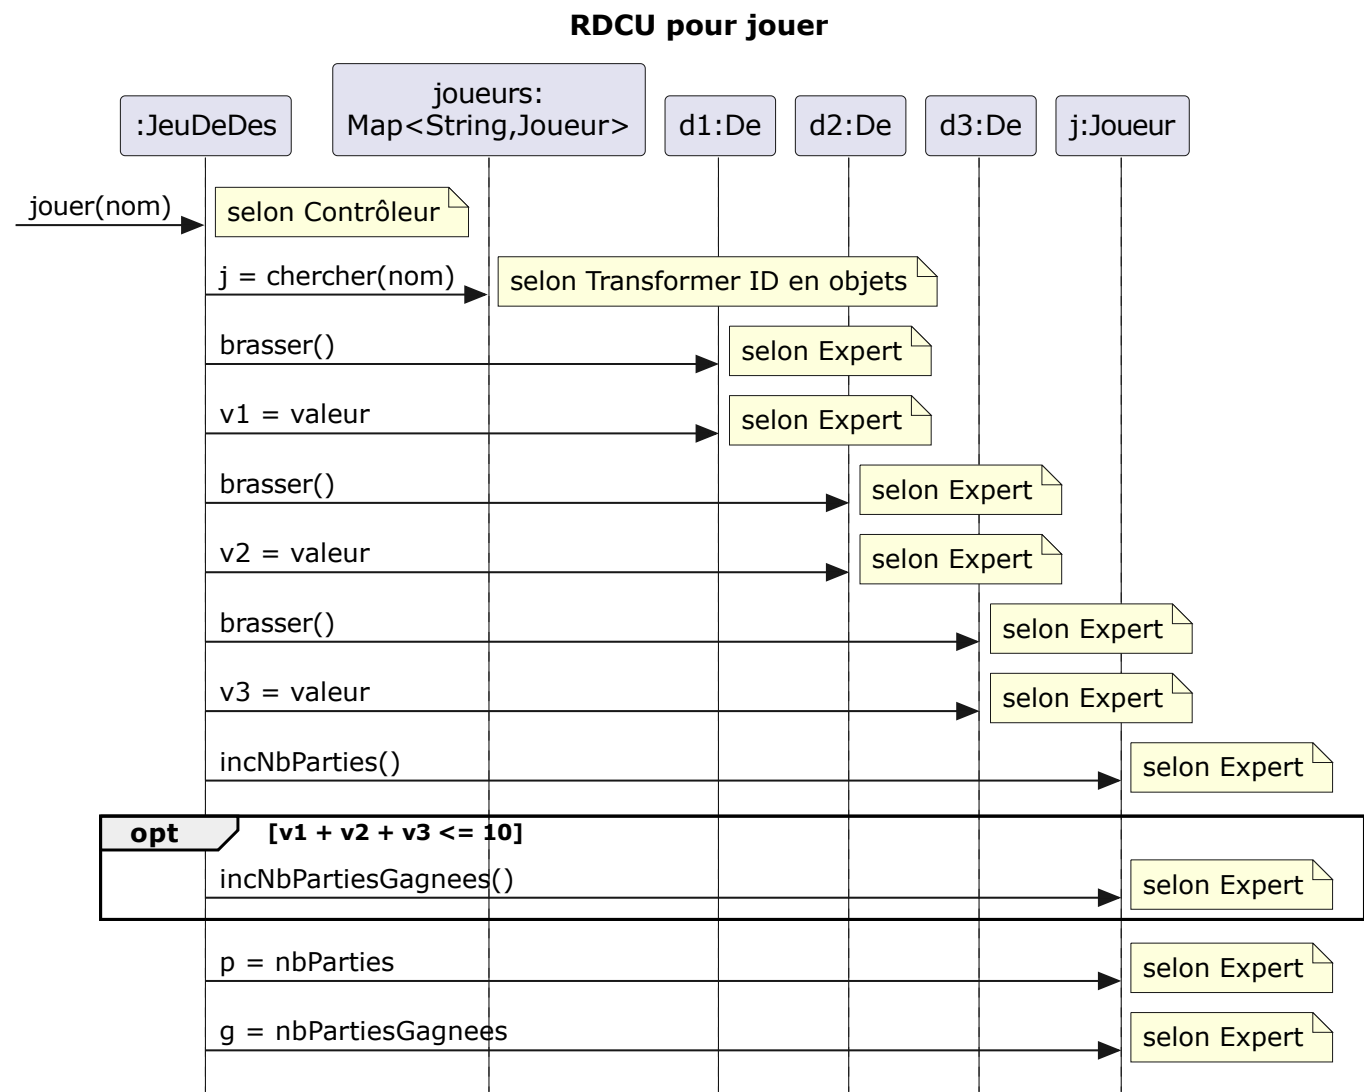 RDCU pour jouer
:JeuDeDes
joueurs:
Map<String,Joueur>
d1:De
d2:De
d3:De
j:Joueur
jouer(nom)
selon Contrôleur
j = chercher(nom)
selon Transformer ID en objets
brasser()
selon Expert
v1 = valeur
selon Expert
brasser()
selon Expert
v2 = valeur
selon Expert
brasser()
selon Expert
v3 = valeur
selon Expert
incNbParties()
selon Expert
opt
[v1 + v2 + v3 <= 10]
incNbPartiesGagnees()
selon Expert
p = nbParties
selon Expert
g = nbPartiesGagnees
selon Expert